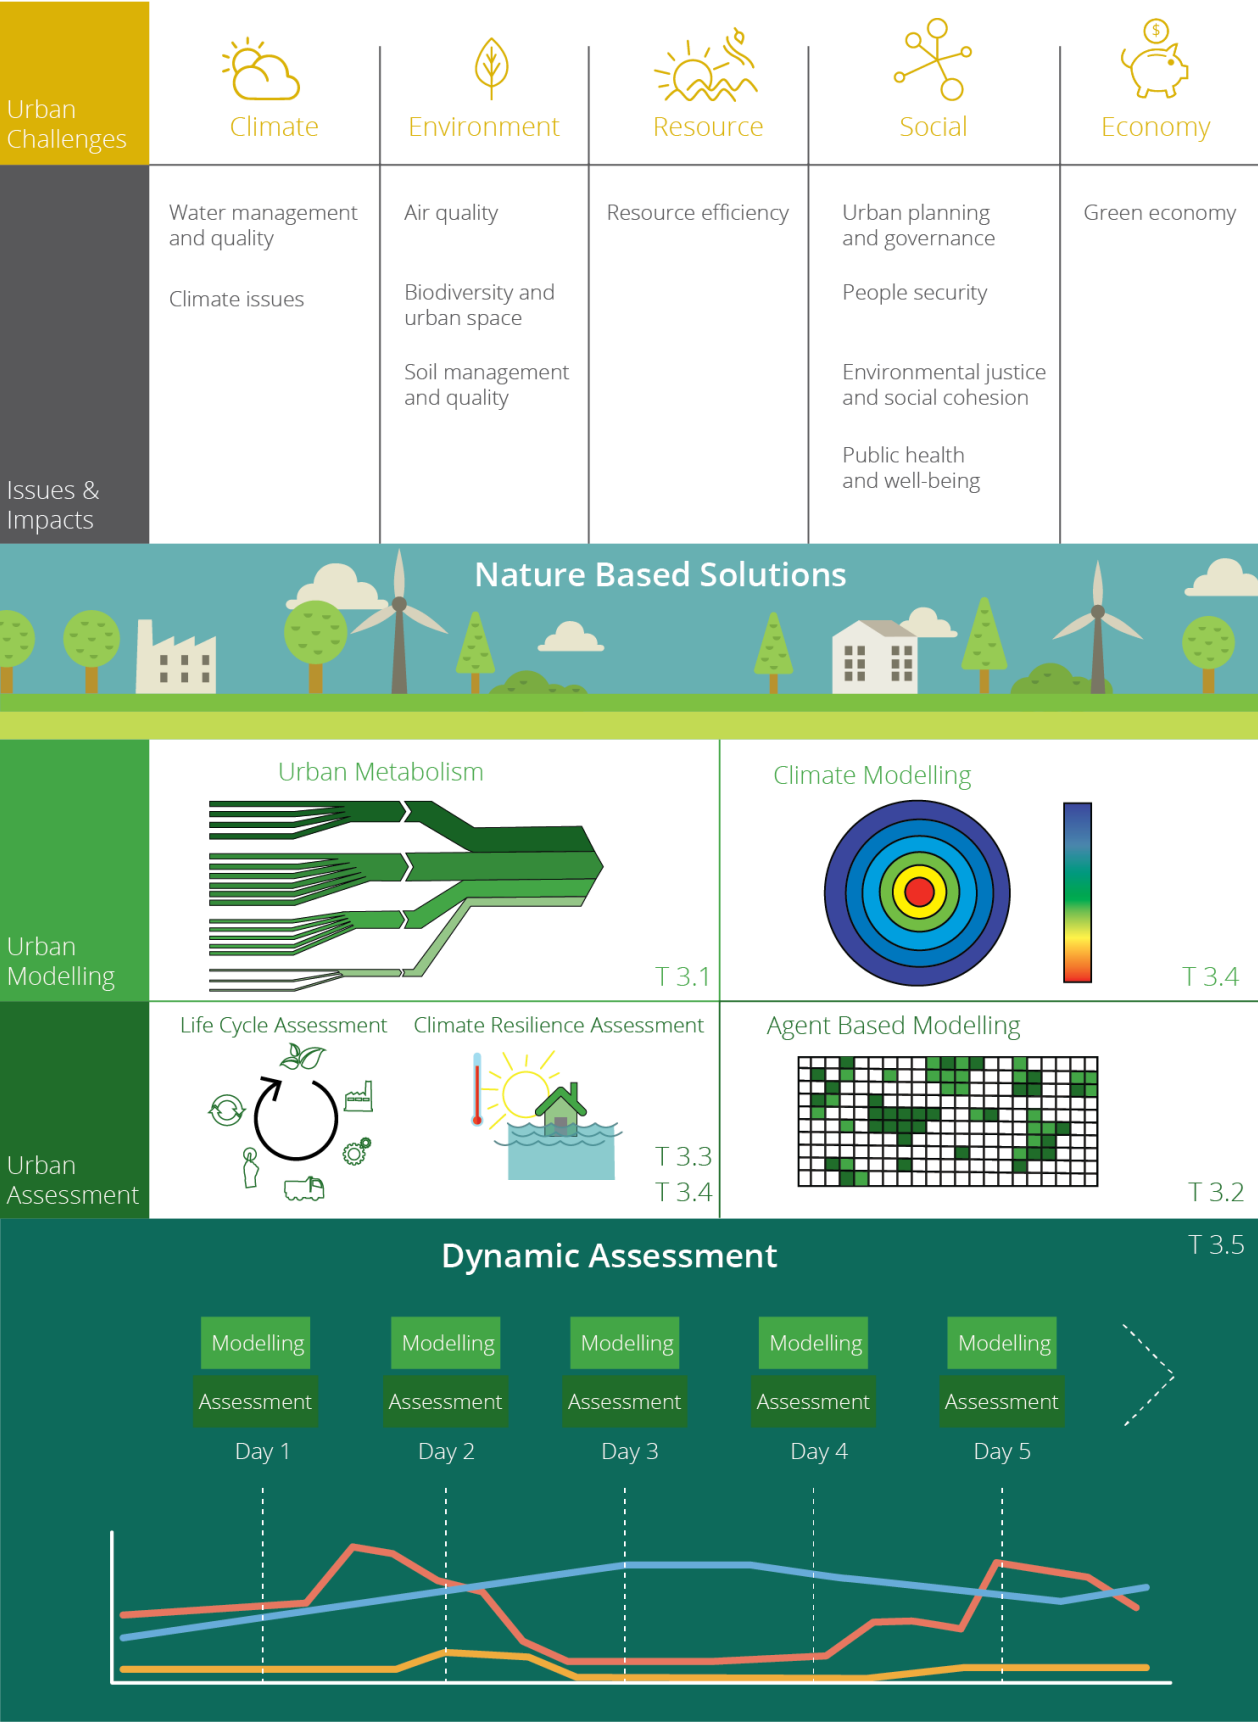 Urban
Challenges
$
Climate
Environment
Resource
Social
Economy
Issues &
Impacts
Water management
and quality
Climate issues
Air quality
Biodiversity and
urban space
Soil management
and quality
Resource efficiency
Urban planning
and governance
People security
Environmental justice
and social cohesion
Public health
and well-being
Green economy
Nature Based Solutions
Urban
Modelling
Urban Metabolism
T 3.1
Climate Modelling
T 3.4
Urban
Assessment
Life Cycle Assessment
Climate Resilience Assessment
T 3.3
T 3.4
Agent Based Modelling
T 3.2
T 3.5
Dynamic Assessment
Modelling
Assessment
Day 1
Modelling
Assessment
Day 2
Modelling
Assessment
Day 3
Modelling
Assessment
Day 4
Modelling
Assessment
Day 5